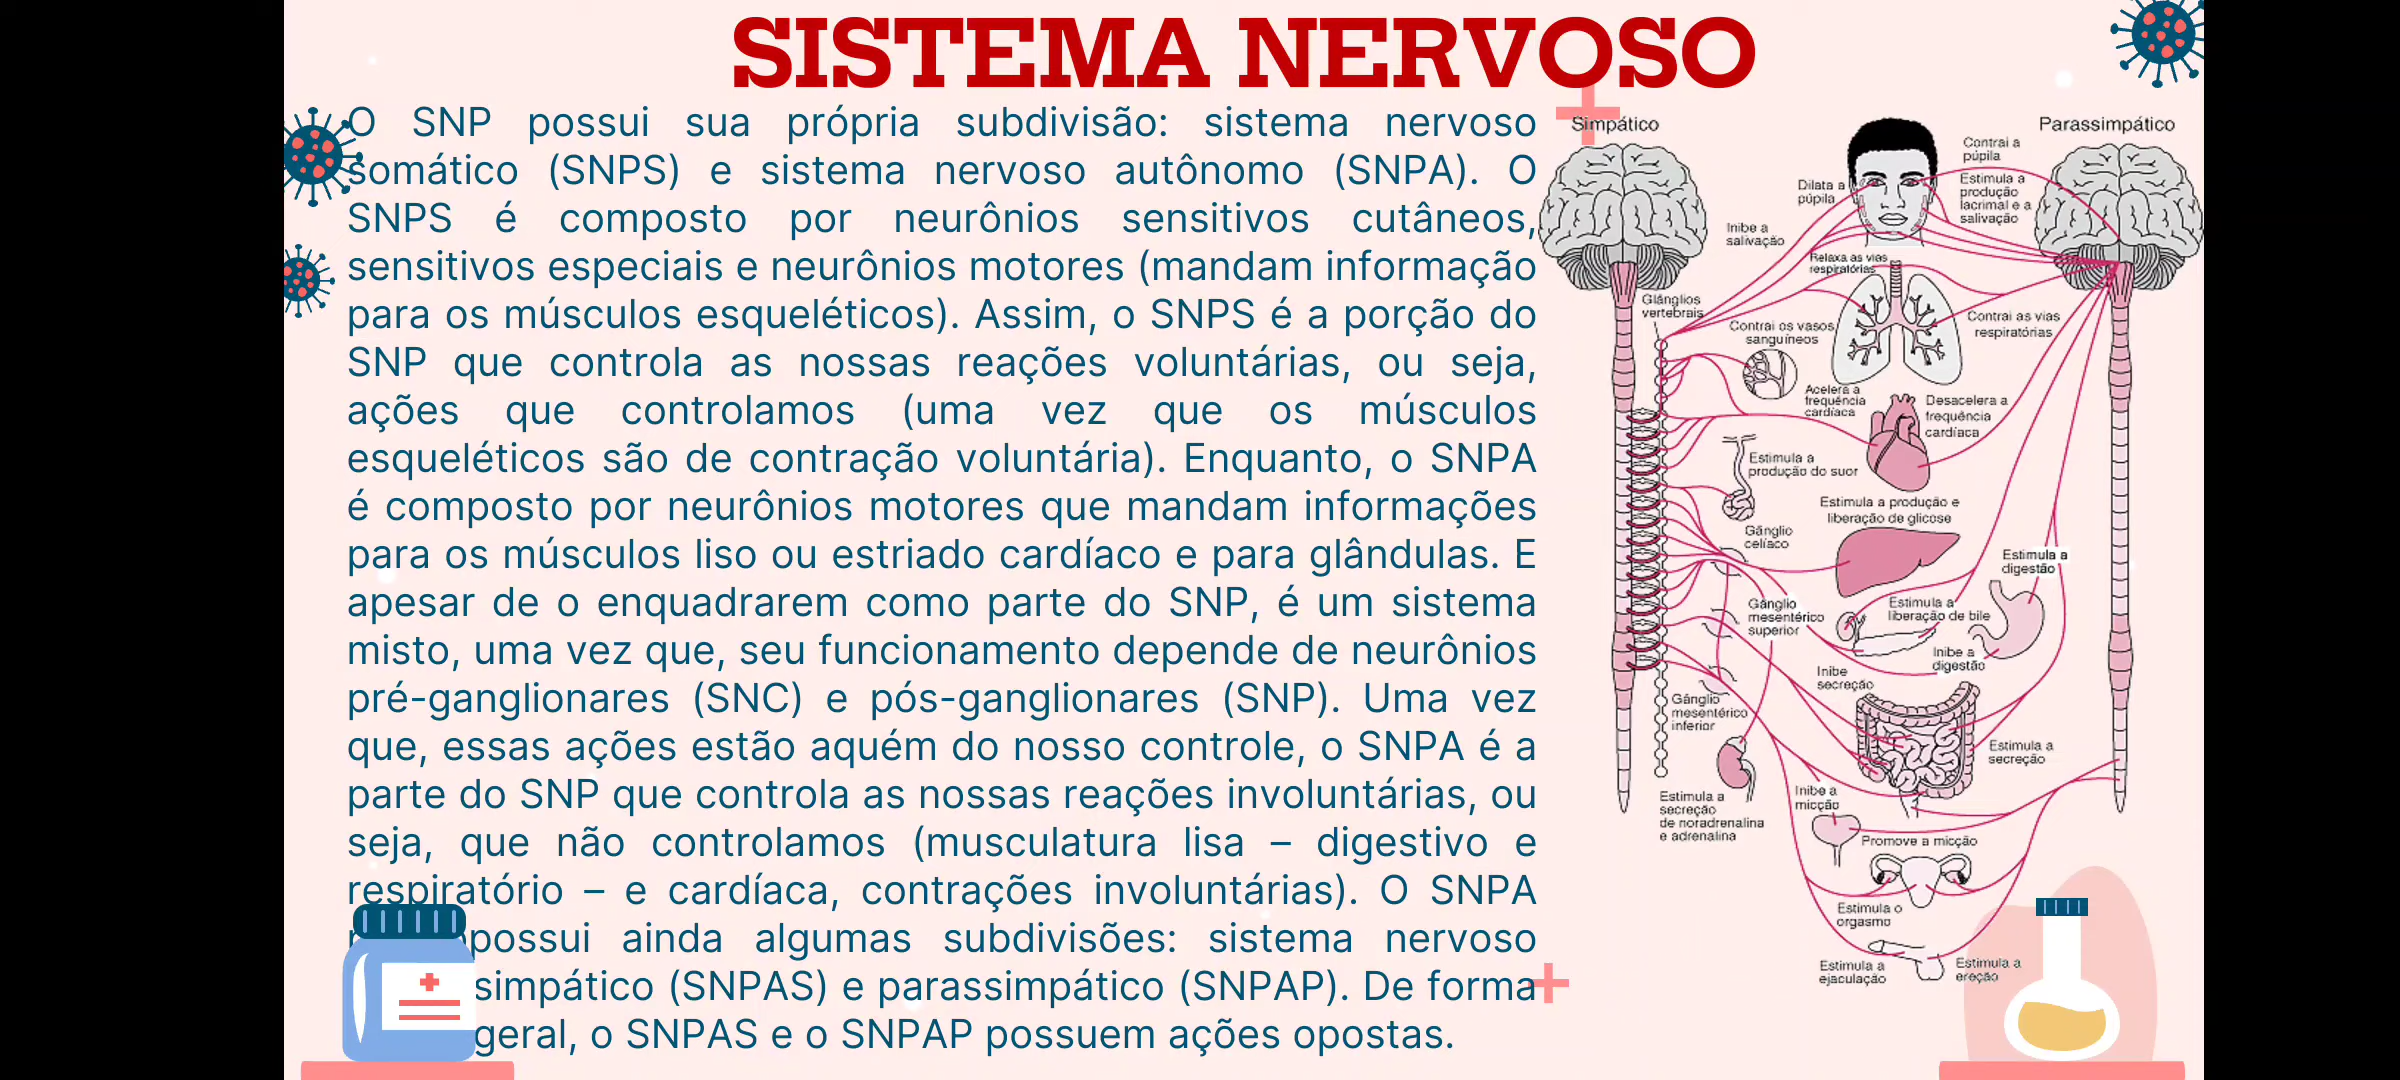 SISTEMA NERVOSO
O SNP possui sua própria subdivisão: sistema nervoso
somático (SNPS) e sistema nervoso autônomo (SNPA). O
SNPS é composto por neurônios sensitivos cutâneos,
sensitivos especiais e neurônios motores (mandam informação
para os músculos esqueléticos). Assim, o SNPS é a porção do
SNP que controla as nossas reações voluntárias, ou seja,
ações que controlamos (uma vez que os músculos
esqueléticos são de contração voluntária). Enquanto, o SNPA
é composto por neurônios motores que mandam informações
para os músculos liso ou estriado cardíaco e para glândulas. E
apesar de o enquadrarem como parte do SNP, é um sistema
misto, uma vez que, seu funcionamento depende de neurônios
pré-ganglionares (SNC) e pós-ganglionares (SNP). Uma vez
que, essas ações estão aquém do nosso controle, o SNPA é a
parte do SNP que controla as nossas reações involuntárias, ou
seja, que não controlamos (musculatura lisa – digestivo e
respiratório – e cardíaca, contrações involuntárias). O SNPA
possui ainda algumas subdivisões: sistema nervoso
simpático (SNPAS) e parassimpático (SNPAP). De forma
geral, o SNPAS e o SNPAP possuem ações opostas.
Simpático
Parassimpático
Contrai a
púpila
Dilata a
púpila
Estimula a
produção
lacrimal e a
salivação
Inibe a
salivação
Relaxa as vias
respiratórias
Glânglios
vertebrais
Contrai os vasos
sanguíneos
Contrai as vias
respiratórias
Acelera a
frequência
cardíaca
Desacelera a
frequência
cardíaca
Estimula a
produção do suor
Estimula a produção e
liberação de glicose
Gânglio
celíaco
Estimula a
digestão
Gânglio
mesentérico
superior
Estimula a
liberação de bile
Inibe a
digestão
Inibe
secreção
Gânglio
mesentérico
inferior
Estimula a
secreção
Estimula a
secreção
de noradrenalina
e adrenalina
Inibe a
micção
Promove a micção
Estimula o
orgasmo
Estimula a
ejaculação
Estimula a
ereção